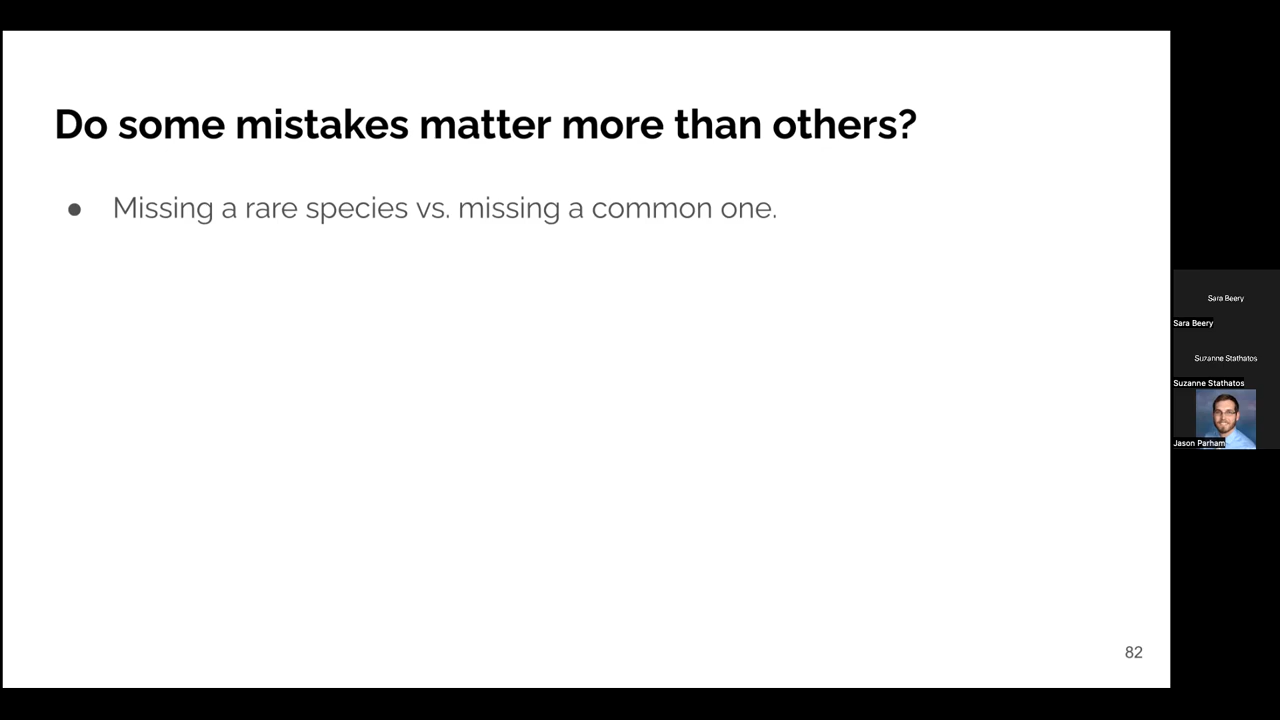 Do some mistakes matter more than others?
● Missing a rare species vs. missing a common one.
82
Sara Beery
Sara Beery
Suzanne Stathatos
Suzanne Stathatos
Jason Parham